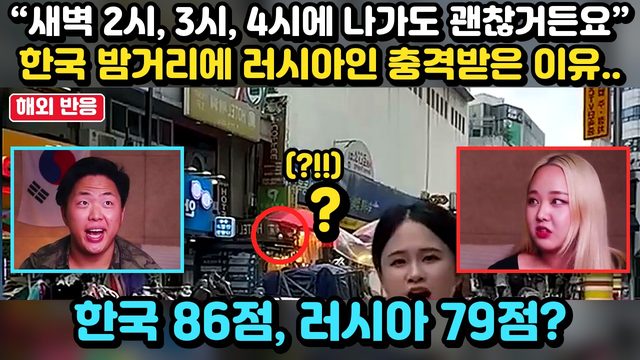 “새벽 2시, 3시, 4시에 나가도 괜찮거든요”
한국 밤거리에 러시아인 충격받은 이유..
해외 반응
(?!!)
?
COFFEE
HOTEL
한국 86점, 러시아 79점?